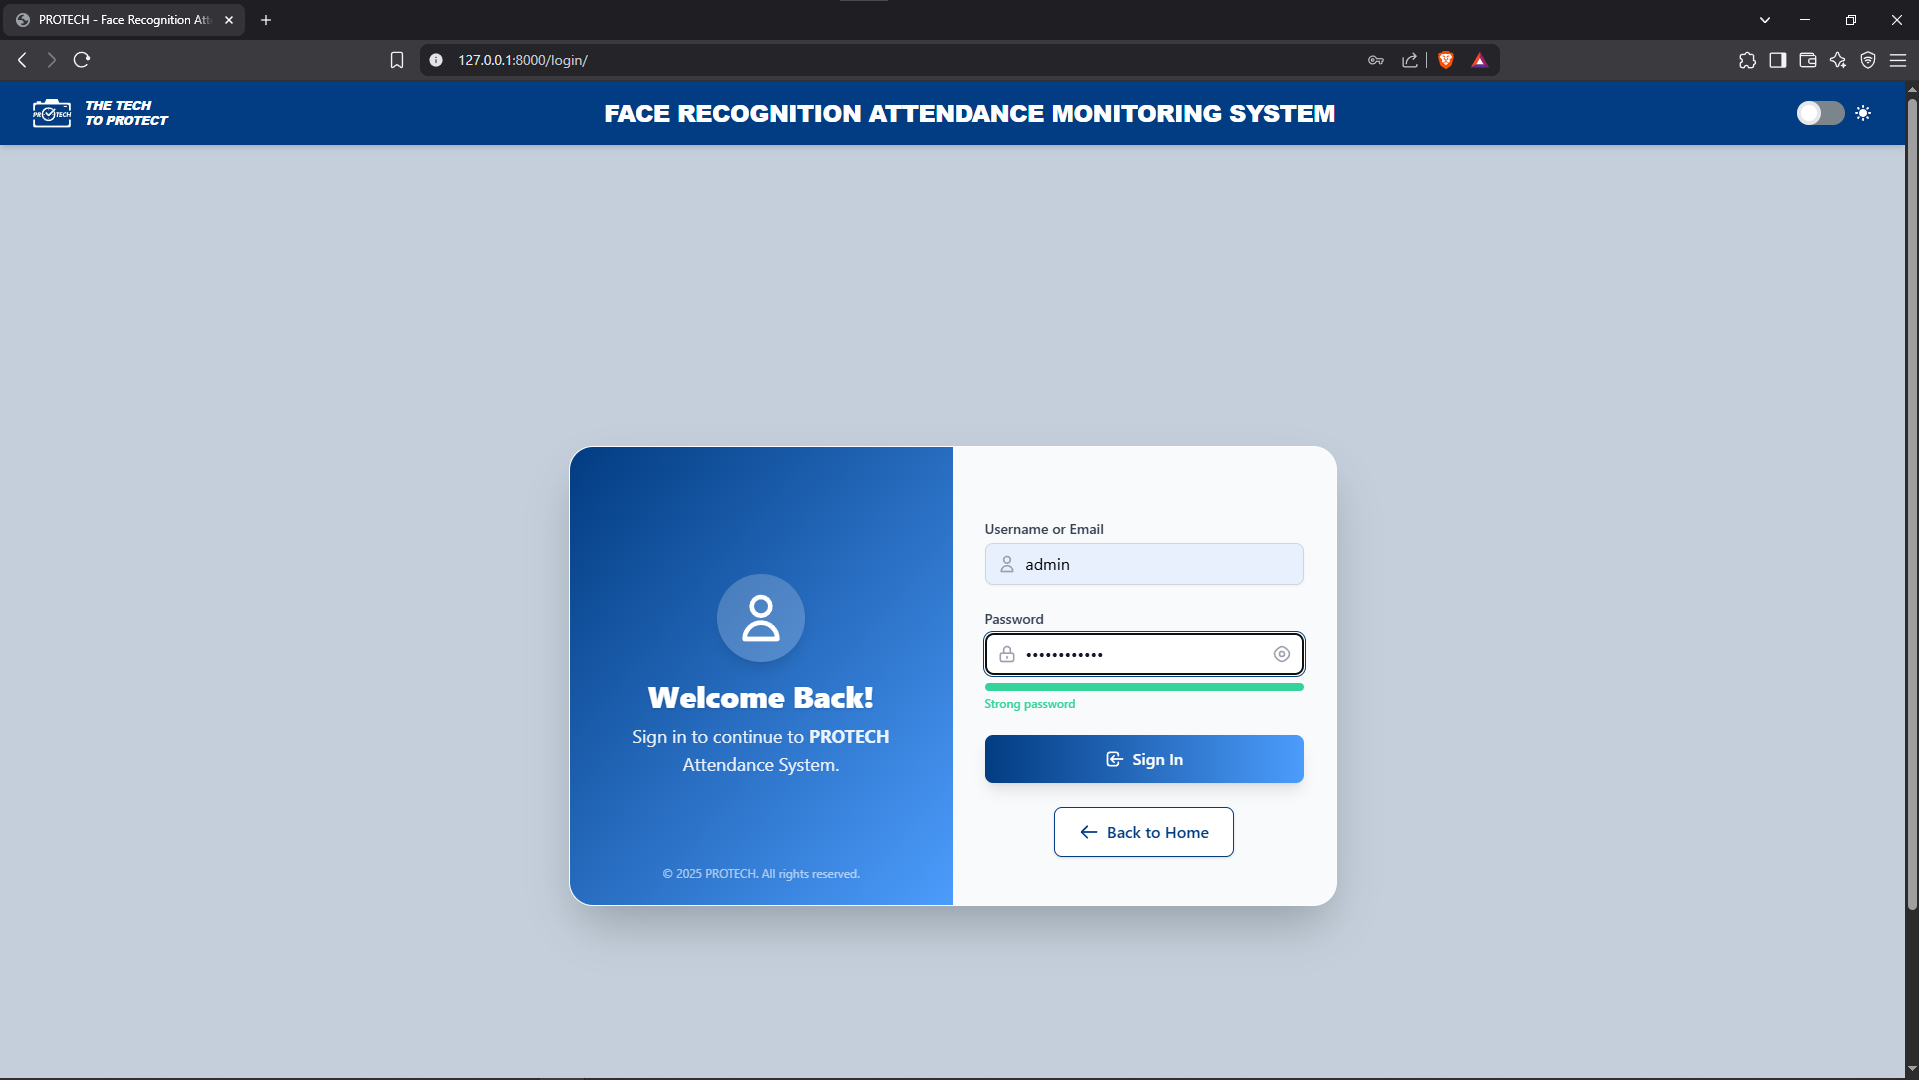 PROTECH - Face Recognition Att
127.0.0.1:8000/login/
PROTECH
THE TECH
TO PROTECT
FACE RECOGNITION ATTENDANCE MONITORING SYSTEM
Welcome Back!
Sign in to continue to PROTECH
Attendance System.
© 2025 PROTECH. All rights reserved.
Username or Email
admin
Password
Strong password
Sign In
Back to Home